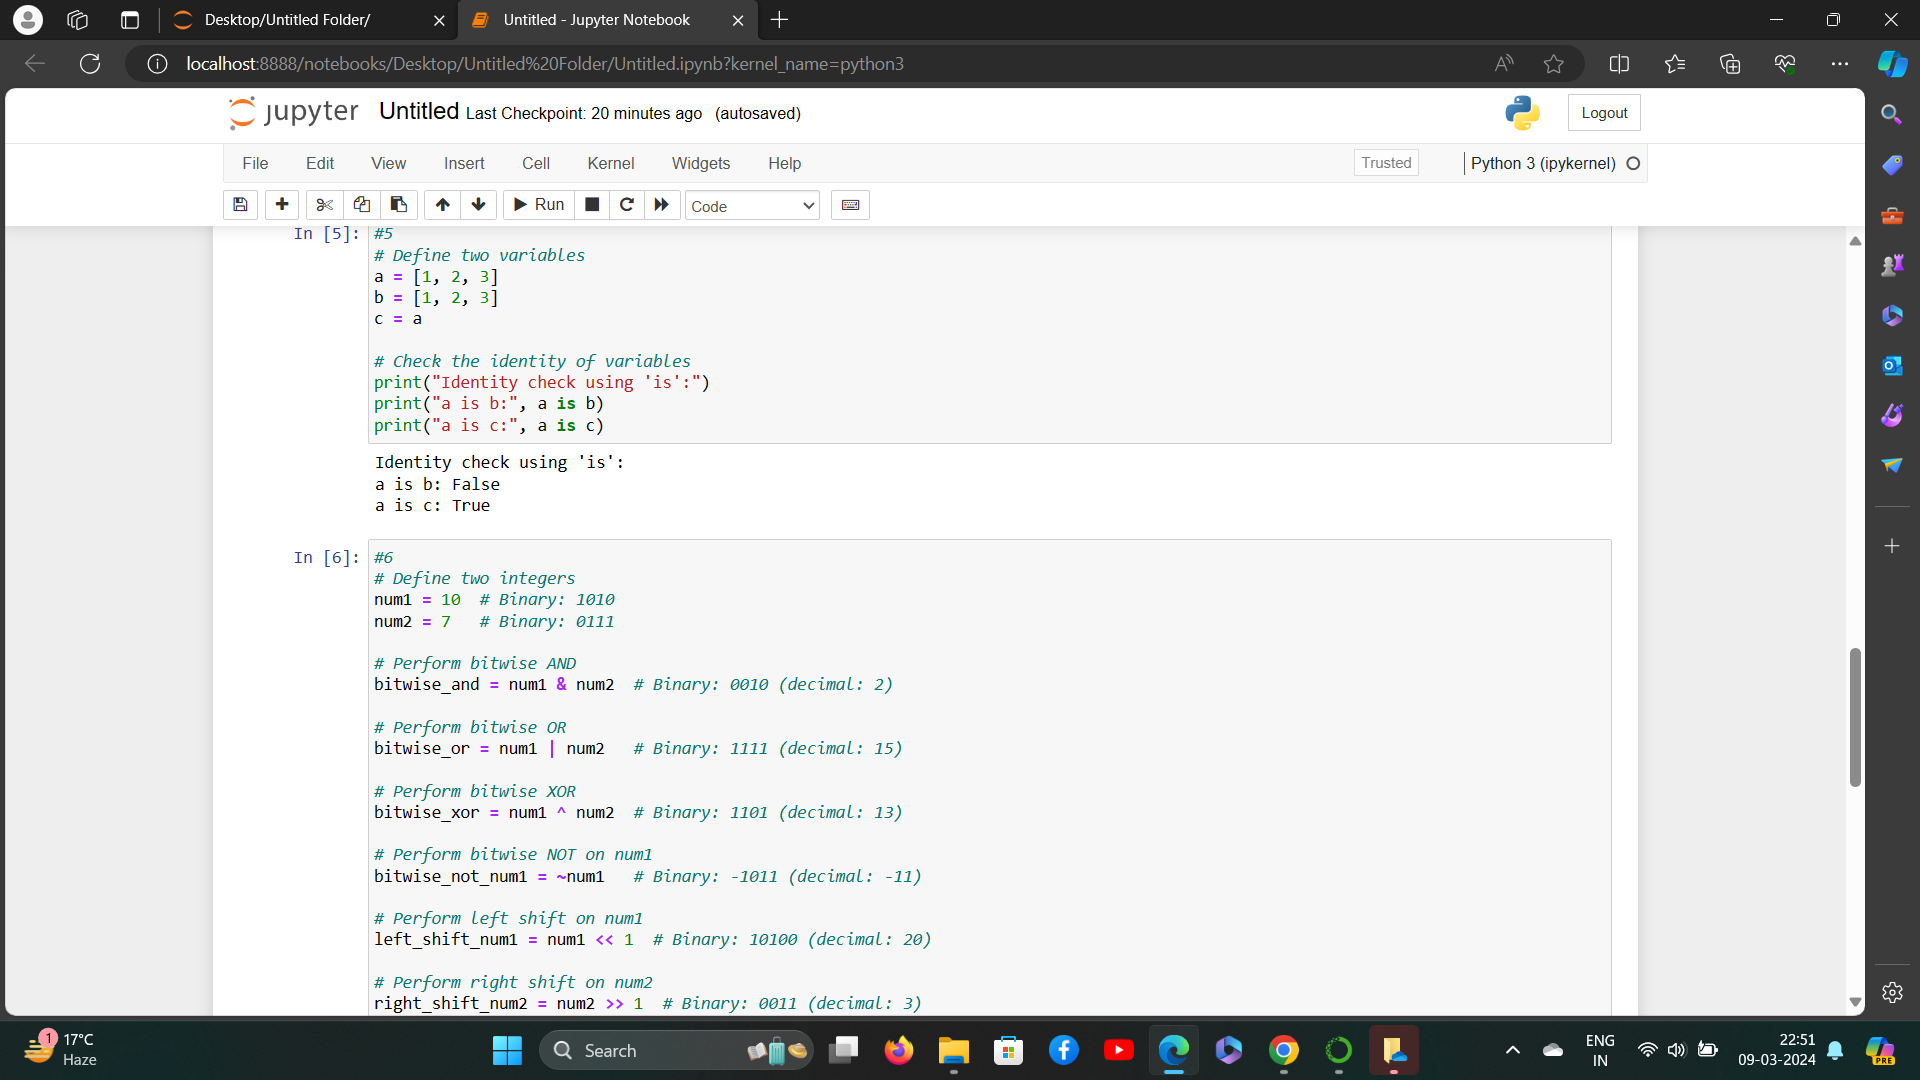 Desktop/Untitled Folder/
Untitled - Jupyter Notebook
localhost:8888/notebooks/Desktop/Untitled%20Folder/Untitled.ipynb?kernel_name=python3
jupyter Untitled Last Checkpoint: 20 minutes ago (autosaved)
Logout
File Edit View Insert Cell Kernel Widgets Help
Trusted
Python 3 (ipykernel)
Run
Code
In [5]: #5
# Define two variables
a = [1, 2, 3]
b = [1, 2, 3]
c = a
# Check the identity of variables
print("Identity check using 'is':")
print("a is b:", a is b)
print("a is c:", a is c)
Identity check using 'is':
a is b: False
a is c: True
In [6]: #6
# Define two integers
num1 = 10  # Binary: 1010
num2 = 7   # Binary: 0111
# Perform bitwise AND
bitwise_and = num1 & num2  # Binary: 0010 (decimal: 2)
# Perform bitwise OR
bitwise_or = num1 | num2   # Binary: 1111 (decimal: 15)
# Perform bitwise XOR
bitwise_xor = num1 ^ num2  # Binary: 1101 (decimal: 13)
# Perform bitwise NOT on num1
bitwise_not_num1 = ~num1   # Binary: -1011 (decimal: -11)
# Perform left shift on num1
left_shift_num1 = num1 << 1  # Binary: 10100 (decimal: 20)
# Perform right shift on num2
right_shift_num2 = num2 >> 1  # Binary: 0011 (decimal: 3)
1
17°C
Haze
Search
ENG
IN
22:51
09-03-2024
PRE